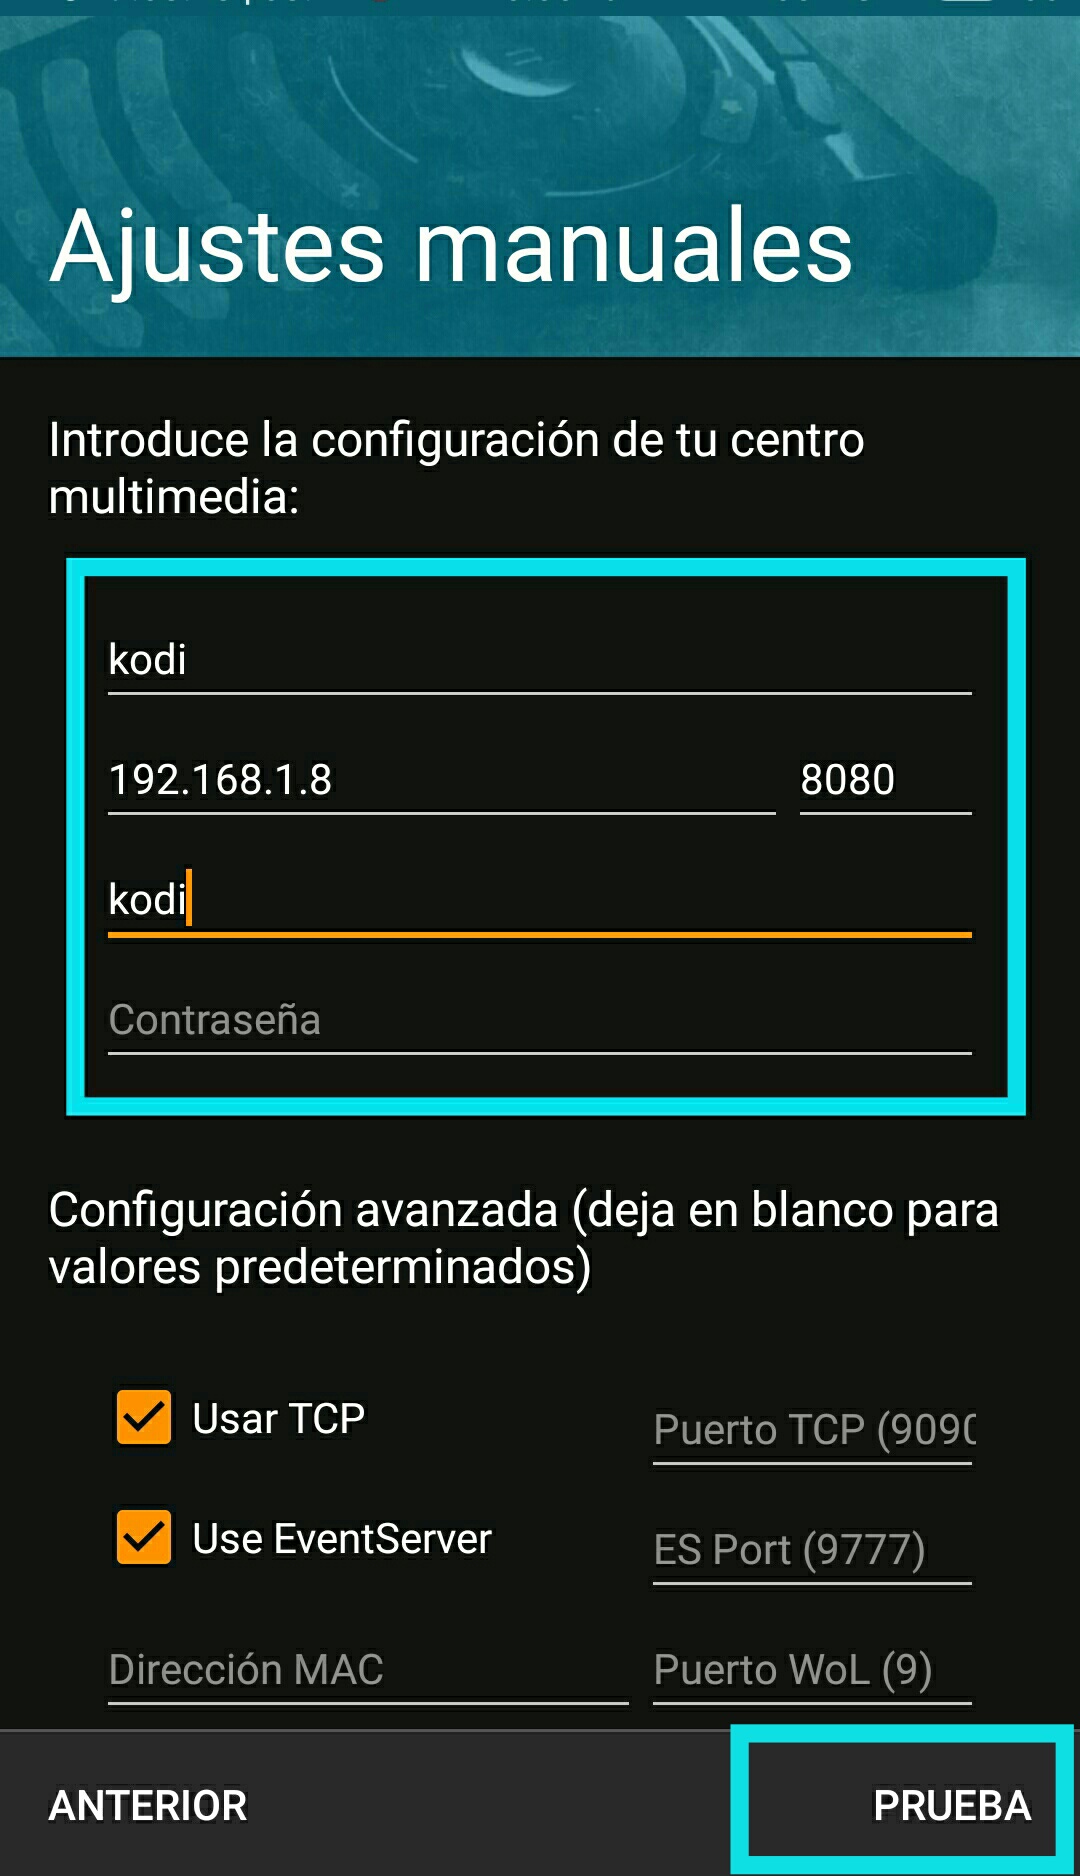 Ajustes manuales
Introduce la configuración de tu centro
multimedia:
kodi
192.168.1.8 8080
kodi
Contraseña
Configuración avanzada (deja en blanco para
valores predeterminados)
Usar TCP Puerto TCP (9090
Use EventServer ES Port (9777)
Dirección MAC Puerto WoL (9)
ANTERIOR PRUEBA